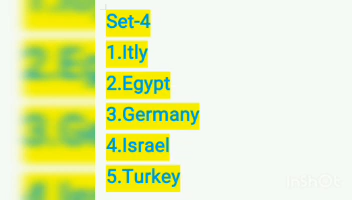 Set-4
1.Itly
2.Egypt
3.Germany
4.Israel
5.Turkey